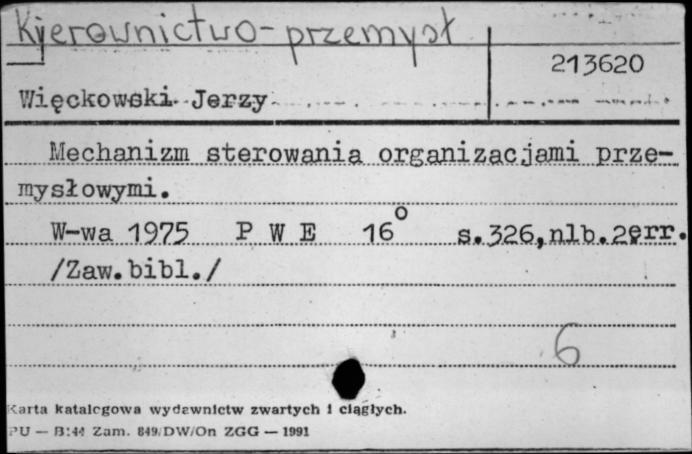 Kierownictwo - przemysł
213620
Więckowski Jerzy
Mechanizm sterowania organizacjami prze-
mysłowymi.
W-wa 1975 P W E 16° s.326,nlb.2err.
/Zaw.bibl./
6
Karta katalogowa wydawnictw zwartych i ciągłych.
PU — B:44 Zam. 849/DW/On ZGG — 1991